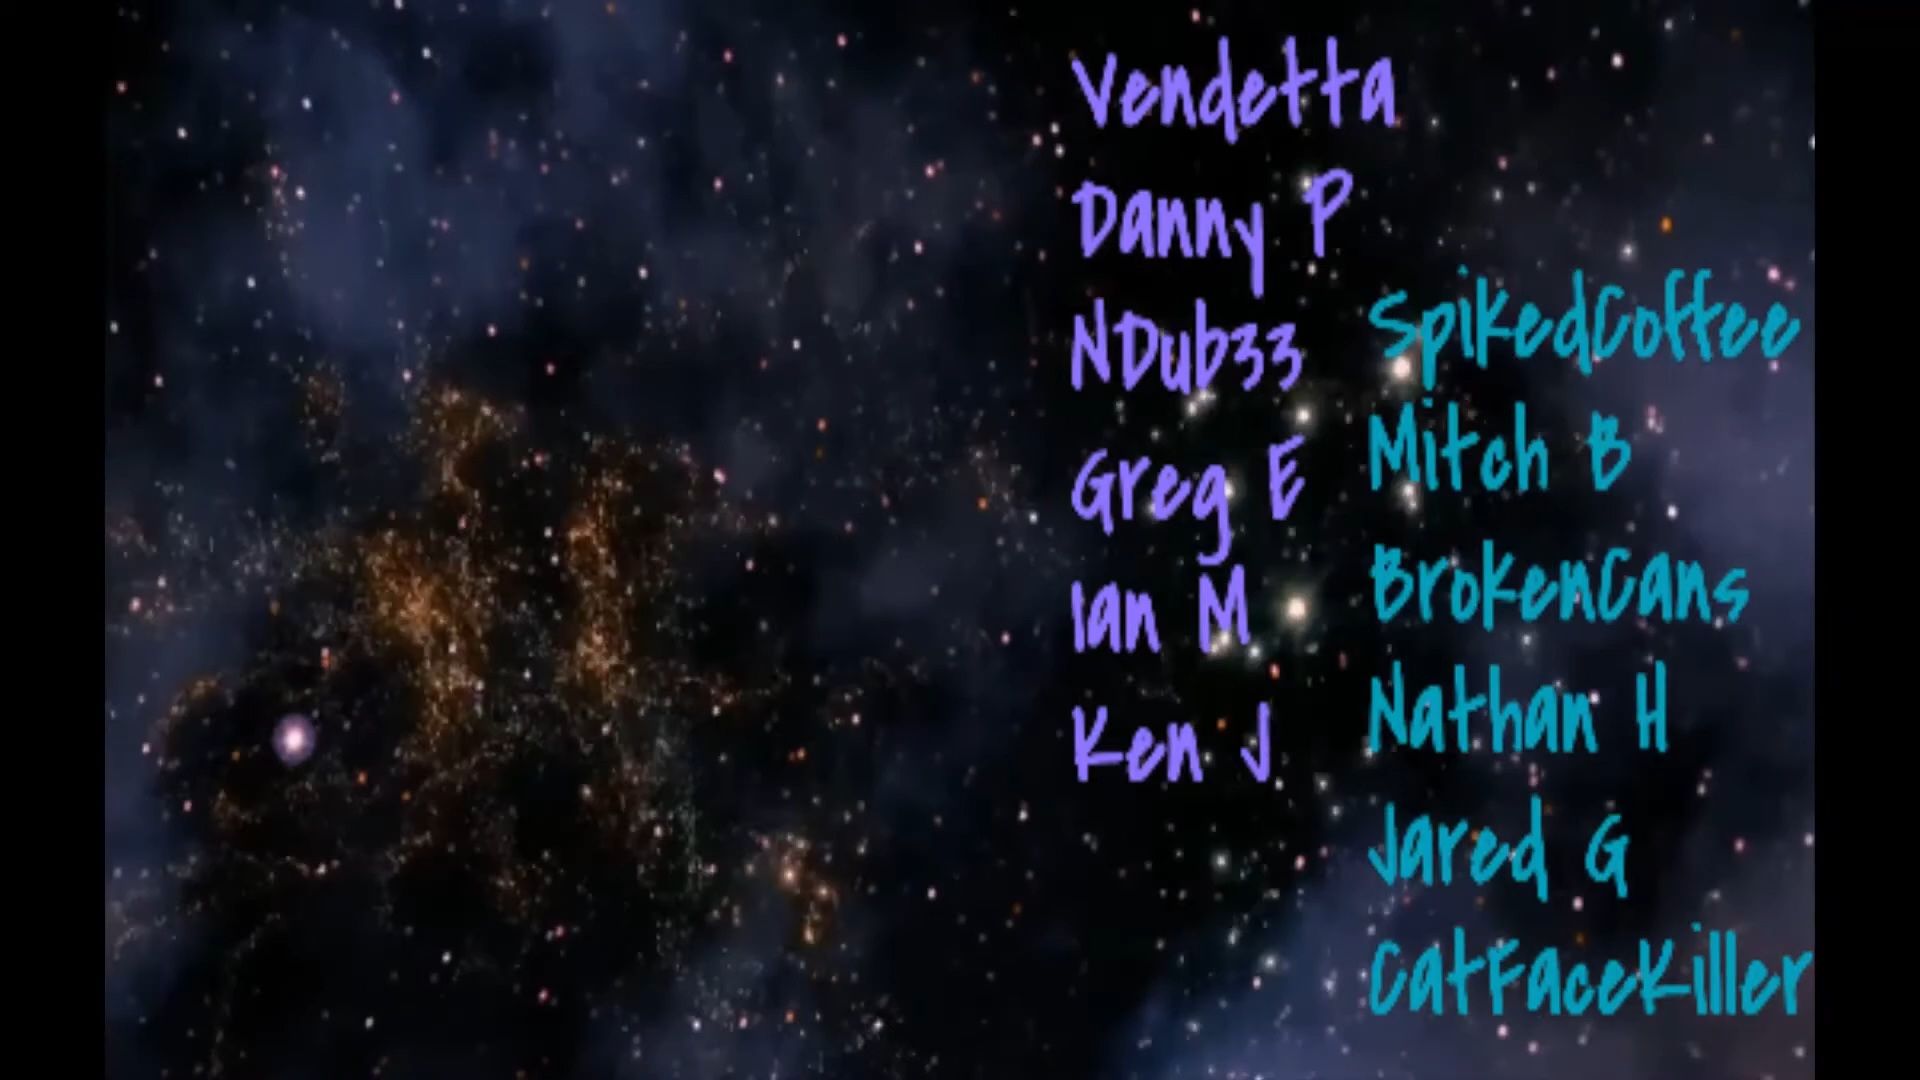 Vendetta
Danny P
NDub33
Greg E
Ian M
Ken J
SpikedCoffee
Mitch B
BrokenCans
Nathan H
Jared G
CatFaceKiller